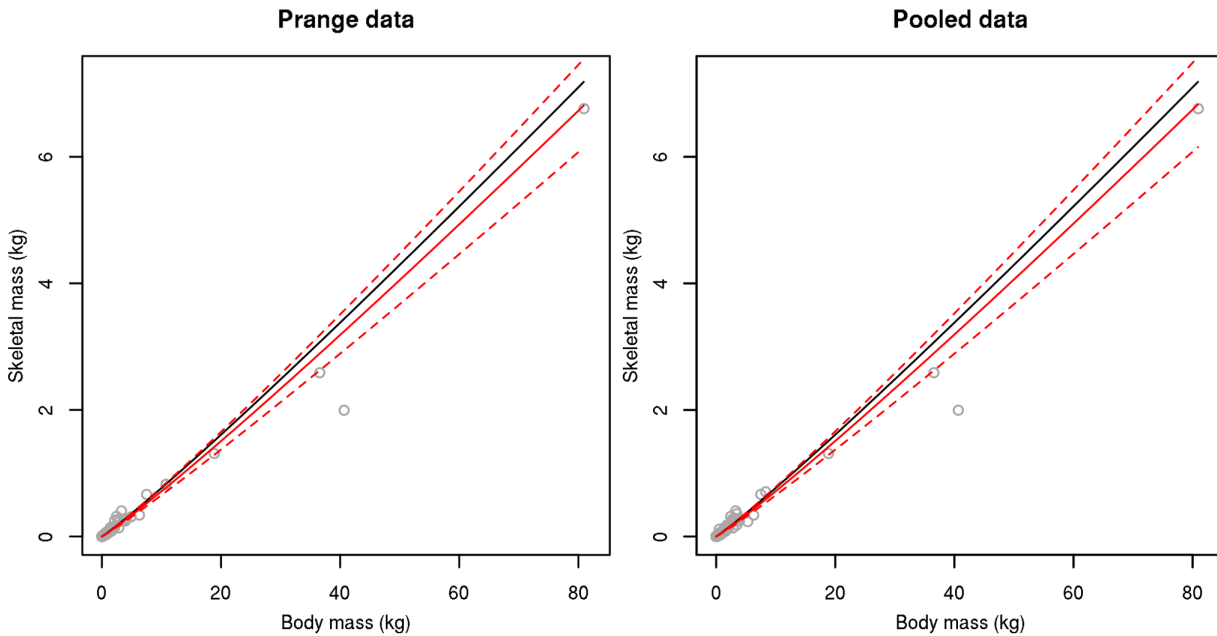 Prange data
Skeletal mass (kg)
6
4
2
0
0 20 40 60 80
Body mass (kg)
Pooled data
Skeletal mass (kg)
6
4
2
0
0 20 40 60 80
Body mass (kg)